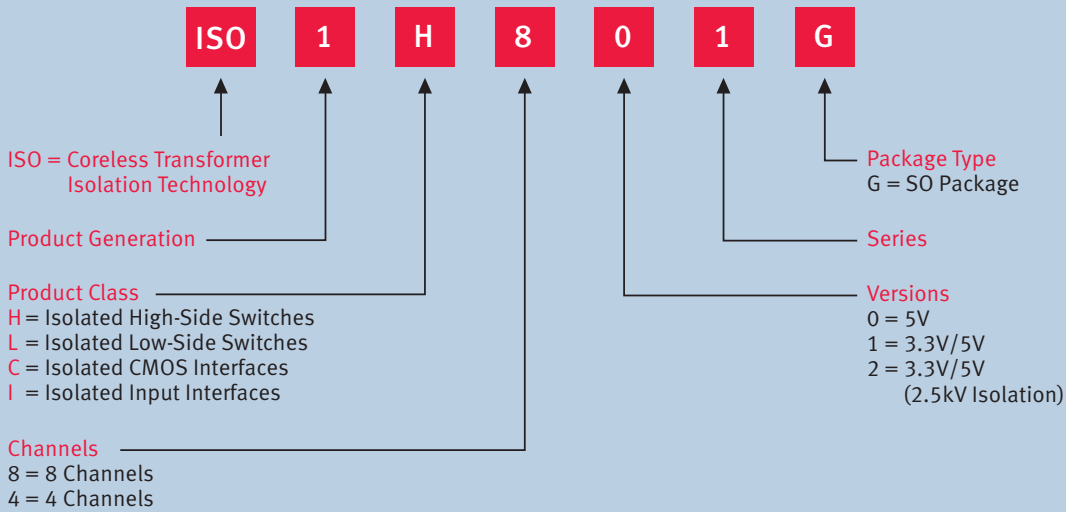 ISO 1 H 8 0 1 G
ISO = Coreless Transformer
Isolation Technology
Product Generation
Product Class
H = Isolated High-Side Switches
L = Isolated Low-Side Switches
C = Isolated CMOS Interfaces
I = Isolated Input Interfaces
Channels
8 = 8 Channels
4 = 4 Channels
Package Type
G = SO Package
Series
Versions
0 = 5V
1 = 3.3V/5V
2 = 3.3V/5V
(2.5kV Isolation)